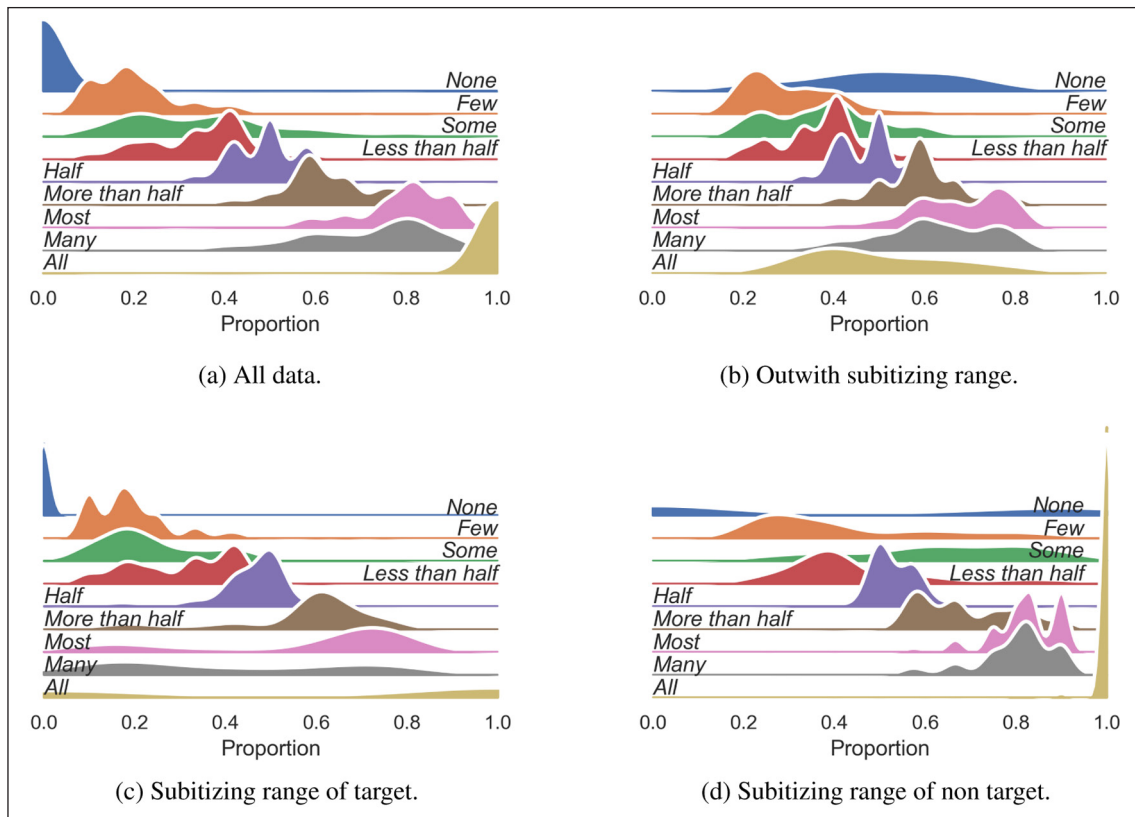 None
Few
Some
Less than half
Half
More than half
Most
Many
All
0.0 0.2 0.4 0.6 0.8 1.0
Proportion
(a) All data.
None
Few
Some
Less than half
Half
More than half
Most
Many
All
0.0 0.2 0.4 0.6 0.8 1.0
Proportion
(b) Outwith subitizing range.
None
Few
Some
Less than half
Half
More than half
Most
Many
All
0.0 0.2 0.4 0.6 0.8 1.0
Proportion
(c) Subitizing range of target.
None
Few
Some
Less than half
Half
More than half
Most
Many
All
0.0 0.2 0.4 0.6 0.8 1.0
Proportion
(d) Subitizing range of non target.